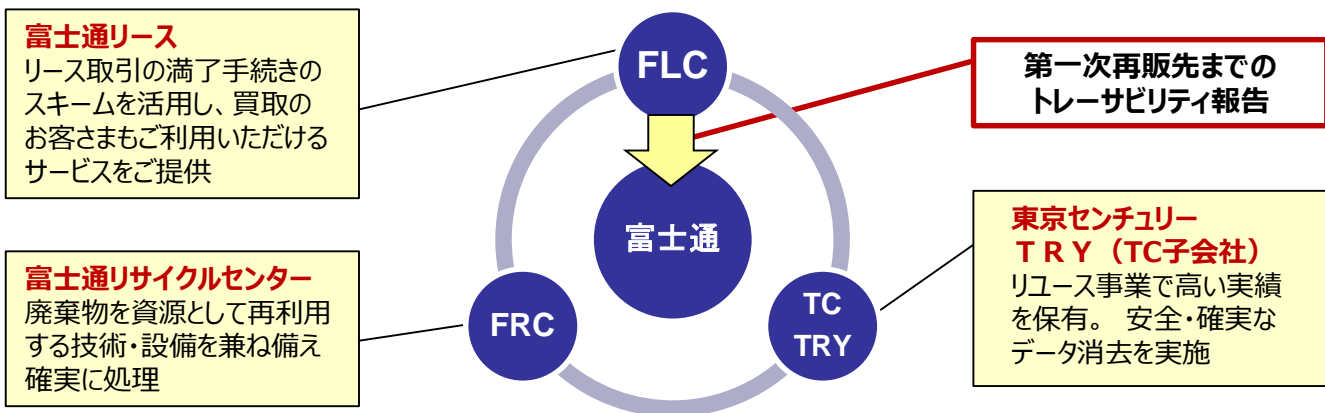 富士通リース
リース取引の満了手続きの
スキームを活用し、買取の
お客さまもご利用いただける
サービスをご提供
FLC
第一次再販先までの
トレーサビリティ報告
富士通
富士通リサイクルセンター
廃棄物を資源として再利用
する技術・設備を兼ね備え
確実に処理
FRC
TC
TRY
東京センチュリー
ＴＲＹ（TC子会社）
リユース事業で高い実績
を保有。 安全・確実な
データ消去を実施